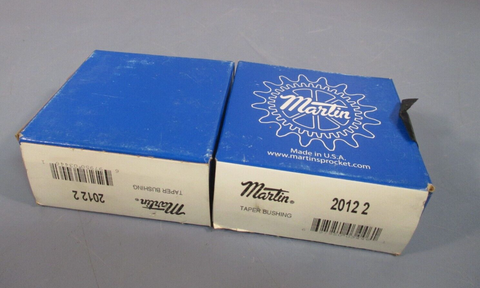 2012 2
TAPER BUSHING
Martin®
Martin
Made in U.S.A.
www.martinsprocket.com
Martin®
TAPER BUSHING
2012 2